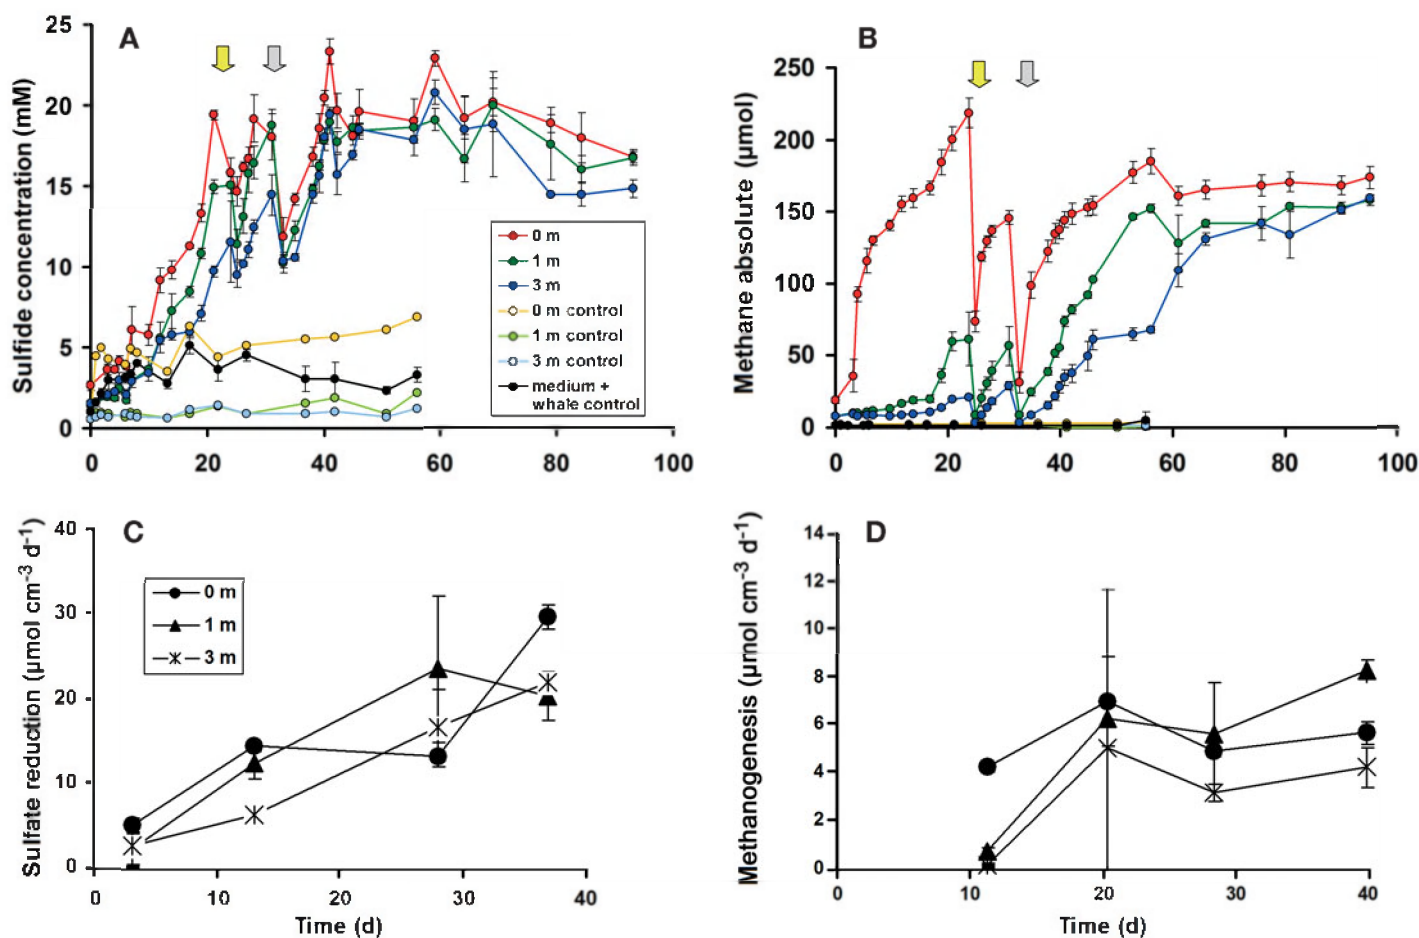 A
Sulfide concentration (mM)
25
20
15
10
5
0
0 20 40 60 80 100
0 m
1 m
3 m
0 m control
1 m control
3 m control
medium +
whale control
B
Methane absolute (µmol)
250
200
150
100
50
0
0 20 40 60 80 100
C
Sulfate reduction (µmol cm⁻³ d⁻¹)
40
30
20
10
0
0 10 20 30 40
Time (d)
0 m
1 m
3 m
D
Methanogenesis (µmol cm⁻³ d⁻¹)
14
12
10
8
6
4
2
0
0 10 20 30 40
Time (d)